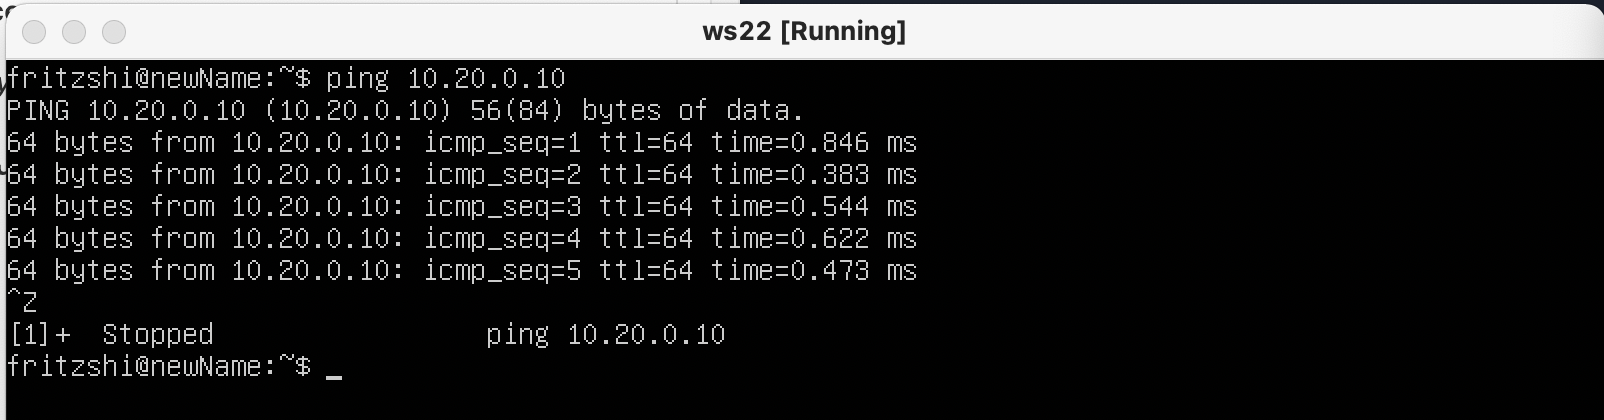 ws22 [Running]
fritzshi@newName:~$ ping 10.20.0.10
PING 10.20.0.10 (10.20.0.10) 56(84) bytes of data.
64 bytes from 10.20.0.10: icmp_seq=1 ttl=64 time=0.846 ms
64 bytes from 10.20.0.10: icmp_seq=2 ttl=64 time=0.383 ms
64 bytes from 10.20.0.10: icmp_seq=3 ttl=64 time=0.544 ms
64 bytes from 10.20.0.10: icmp_seq=4 ttl=64 time=0.622 ms
64 bytes from 10.20.0.10: icmp_seq=5 ttl=64 time=0.473 ms
^Z
[1]+  Stopped                 ping 10.20.0.10
fritzshi@newName:~$ _